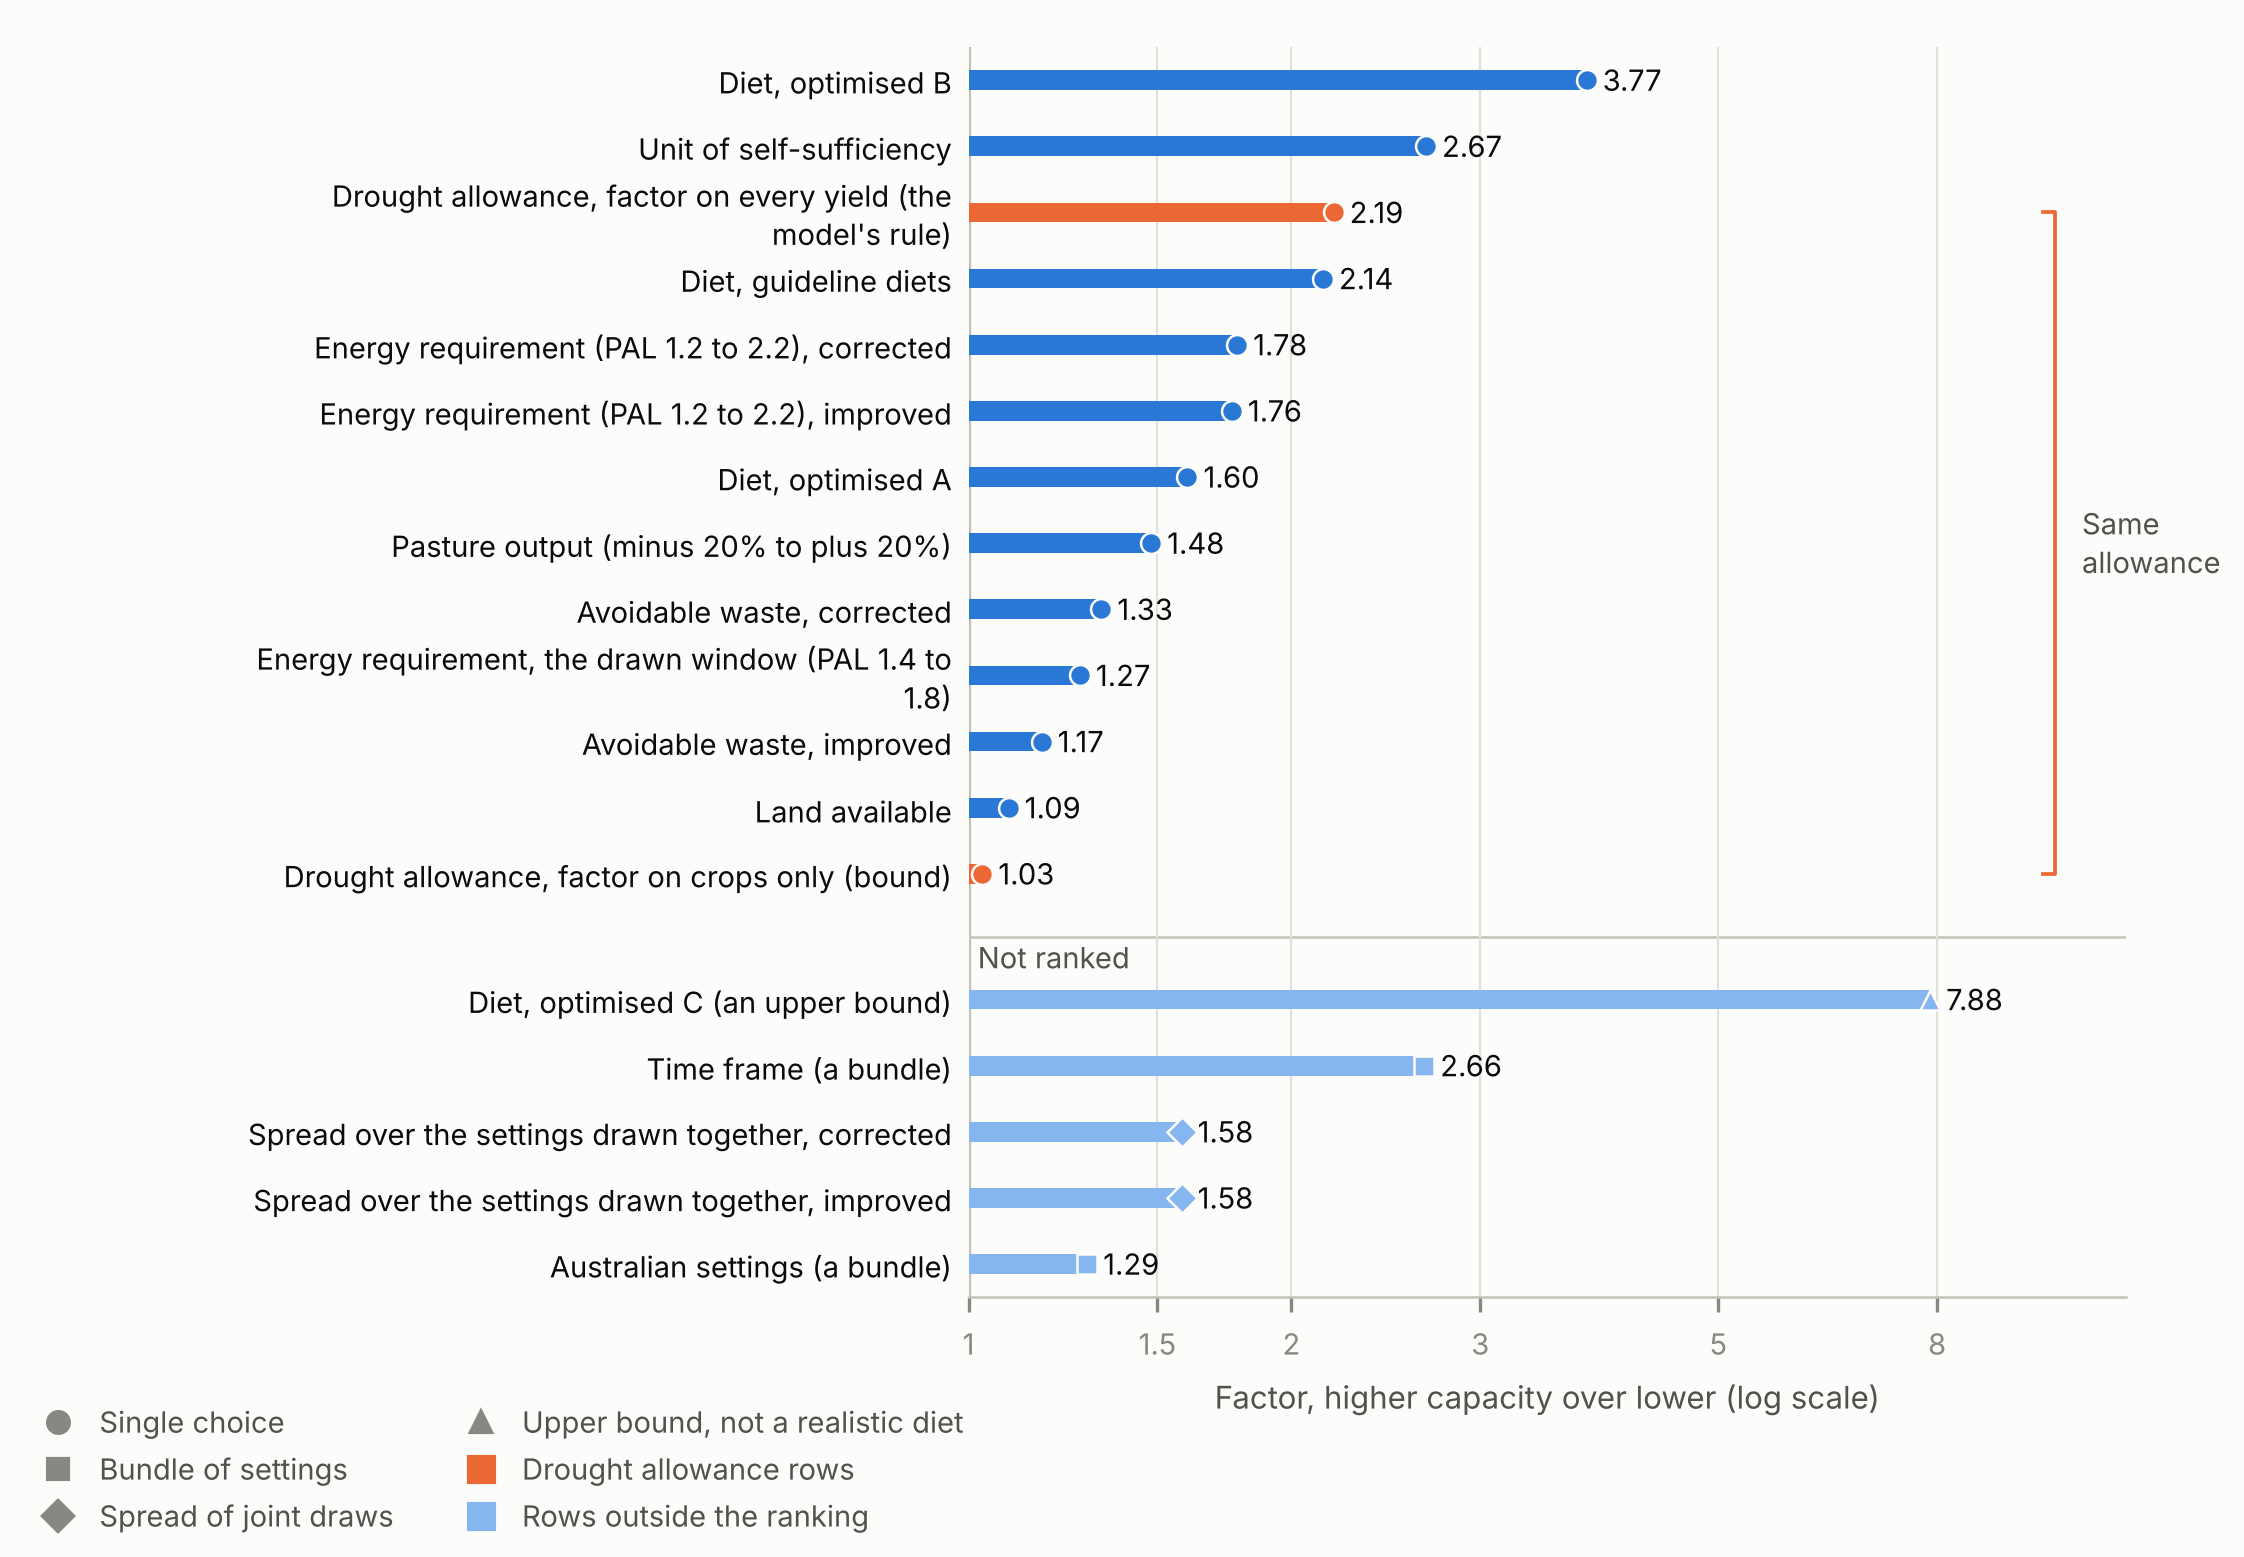 Diet, optimised B 3.77
Unit of self-sufficiency 2.67
Drought allowance, factor on every yield (the
model's rule) 2.19
Diet, guideline diets 2.14
Energy requirement (PAL 1.2 to 2.2), corrected 1.78
Energy requirement (PAL 1.2 to 2.2), improved 1.76
Diet, optimised A 1.60
Pasture output (minus 20% to plus 20%) 1.48
Same
allowance
Avoidable waste, corrected 1.33
Energy requirement, the drawn window (PAL 1.4 to
1.8) 1.27
Avoidable waste, improved 1.17
Land available 1.09
Drought allowance, factor on crops only (bound) 1.03
Not ranked
Diet, optimised C (an upper bound) 7.88
Time frame (a bundle) 2.66
Spread over the settings drawn together, corrected 1.58
Spread over the settings drawn together, improved 1.58
Australian settings (a bundle) 1.29
1 1.5 2 3 5 8
Factor, higher capacity over lower (log scale)
Single choice
Bundle of settings
Spread of joint draws
Upper bound, not a realistic diet
Drought allowance rows
Rows outside the ranking